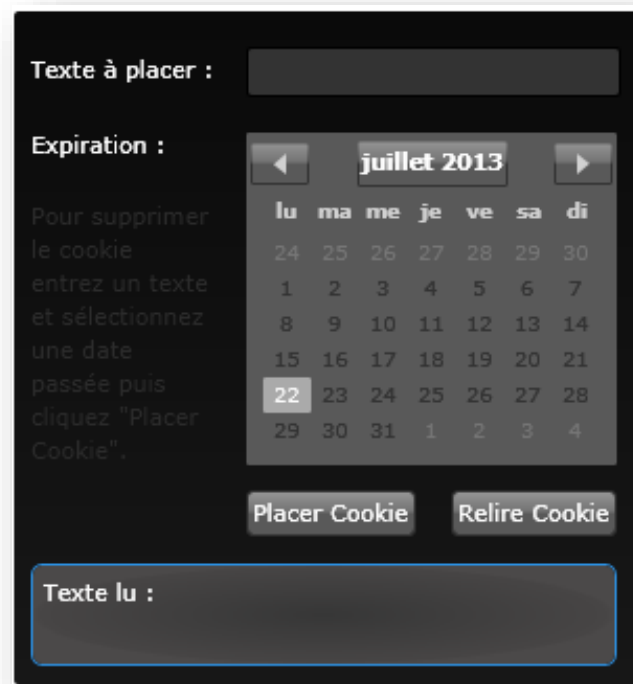 Texte à placer :
Expiration :
juillet 2013
lu ma me je ve sa di
24 25 26 27 28 29 30
1 2 3 4 5 6 7
8 9 10 11 12 13 14
15 16 17 18 19 20 21
22 23 24 25 26 27 28
29 30 31 1 2 3 4
Pour supprimer
le cookie
entrez un texte
et sélectionnez
une date
passée puis
cliquez "Placer
Cookie".
Placer Cookie Relire Cookie
Texte lu :